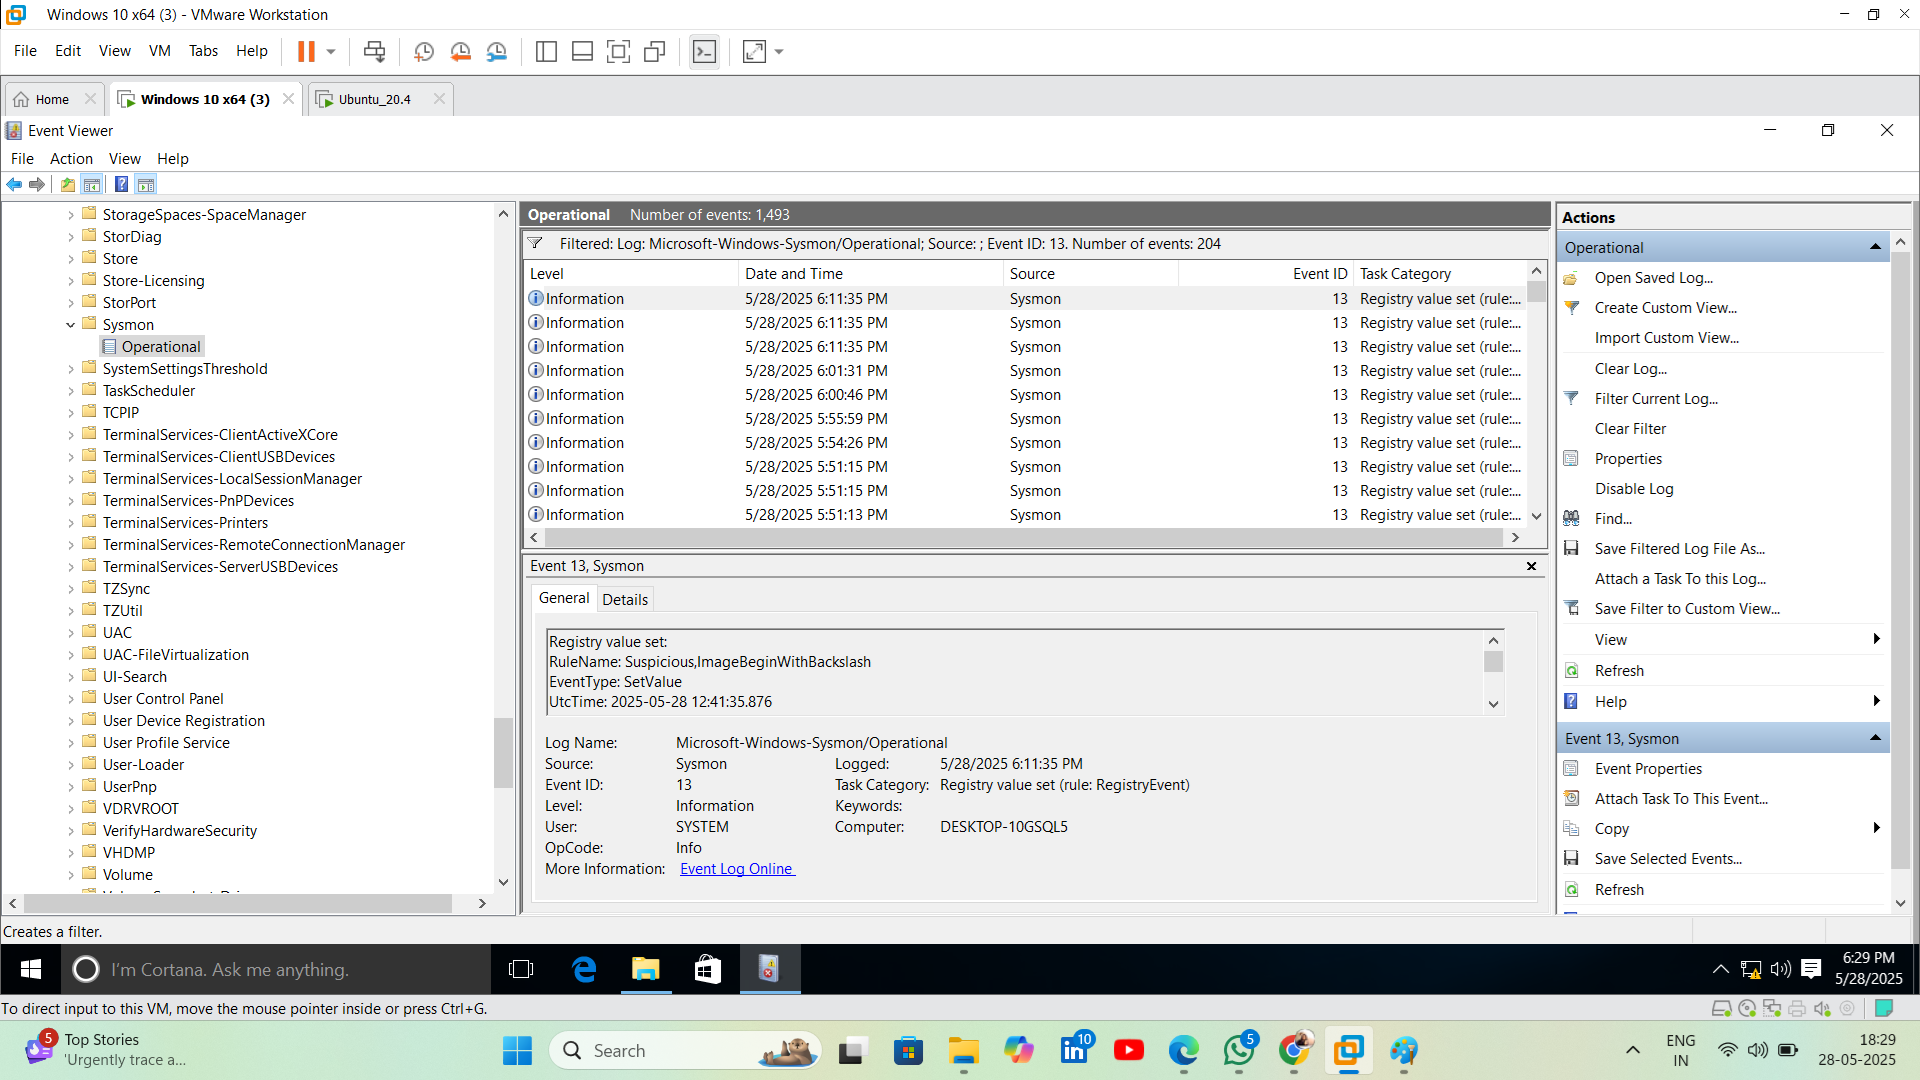 Windows 10 x64 (3) - VMware Workstation
File Edit View VM Tabs Help
Home
Windows 10 x64 (3)
Ubuntu_20.4
Event Viewer
File Action View Help
StorageSpaces-SpaceManager
StorDiag
Store
Store-Licensing
StorPort
Sysmon
Operational
SystemSettingsThreshold
TaskScheduler
TCPIP
TerminalServices-ClientActiveXCore
TerminalServices-ClientUSBDevices
TerminalServices-LocalSessionManager
TerminalServices-PnPDevices
TerminalServices-Printers
TerminalServices-RemoteConnectionManager
TerminalServices-ServerUSBDevices
TZSync
TZUtil
UAC
UAC-FileVirtualization
UI-Search
User Control Panel
User Device Registration
User Profile Service
User-Loader
UserPnp
VDRVROOT
VerifyHardwareSecurity
VHDMP
Volume
Operational Number of events: 1,493
Filtered: Log: Microsoft-Windows-Sysmon/Operational; Source: ; Event ID: 13. Number of events: 204
Level Date and Time Source Event ID Task Category
Information 5/28/2025 6:11:35 PM Sysmon 13 Registry value set (rule:...
Information 5/28/2025 6:11:35 PM Sysmon 13 Registry value set (rule:...
Information 5/28/2025 6:11:35 PM Sysmon 13 Registry value set (rule:...
Information 5/28/2025 6:01:31 PM Sysmon 13 Registry value set (rule:...
Information 5/28/2025 6:00:46 PM Sysmon 13 Registry value set (rule:...
Information 5/28/2025 5:55:59 PM Sysmon 13 Registry value set (rule:...
Information 5/28/2025 5:54:26 PM Sysmon 13 Registry value set (rule:...
Information 5/28/2025 5:51:15 PM Sysmon 13 Registry value set (rule:...
Information 5/28/2025 5:51:15 PM Sysmon 13 Registry value set (rule:...
Information 5/28/2025 5:51:13 PM Sysmon 13 Registry value set (rule:...
Event 13, Sysmon
General Details
Registry value set:
RuleName: Suspicious,ImageBeginWithBackslash
EventType: SetValue
UtcTime: 2025-05-28 12:41:35.876
Log Name: Microsoft-Windows-Sysmon/Operational
Source: Sysmon Logged: 5/28/2025 6:11:35 PM
Event ID: 13 Task Category: Registry value set (rule: RegistryEvent)
Level: Information Keywords:
User: SYSTEM Computer: DESKTOP-10GSQL5
OpCode: Info
More Information: Event Log Online
Actions
Operational
Open Saved Log...
Create Custom View...
Import Custom View...
Clear Log...
Filter Current Log...
Clear Filter
Properties
Disable Log
Find...
Save Filtered Log File As...
Attach a Task To this Log...
Save Filter to Custom View...
View
Refresh
Help
Event 13, Sysmon
Event Properties
Attach Task To This Event...
Copy
Save Selected Events...
Refresh
Creates a filter.
I'm Cortana. Ask me anything.
6:29 PM
5/28/2025
To direct input to this VM, move the mouse pointer inside or press Ctrl+G.
5
Top Stories
'Urgently trace a...
Search
10
5
ENG
IN
18:29
28-05-2025